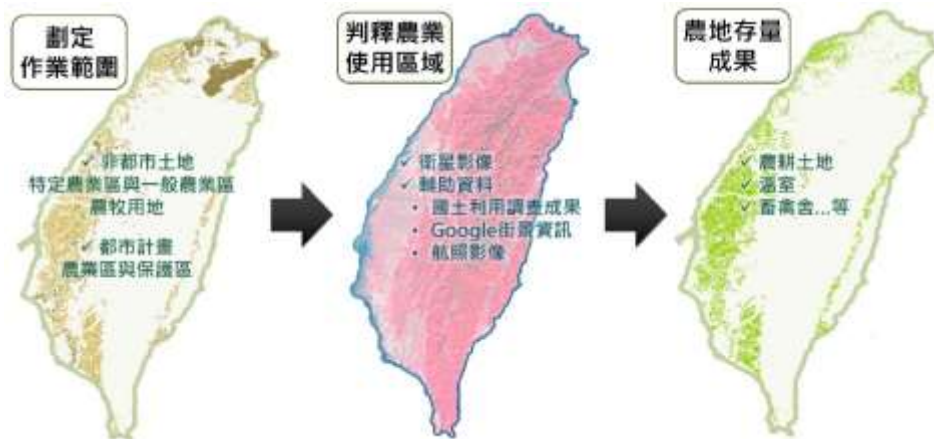 劃定
作業範圍
✓ 非都市土地
特定農業區與一般農業區
農牧用地
✓ 都市計畫
農業區與保護區
判釋農業
使用區域
✓ 衛星影像
✓ 輔助資料
• 國土利用調查成果
• Google街景資訊
• 航照影像
農地存量
成果
✓ 農耕土地
✓ 溫室
✓ 畜禽舍...等